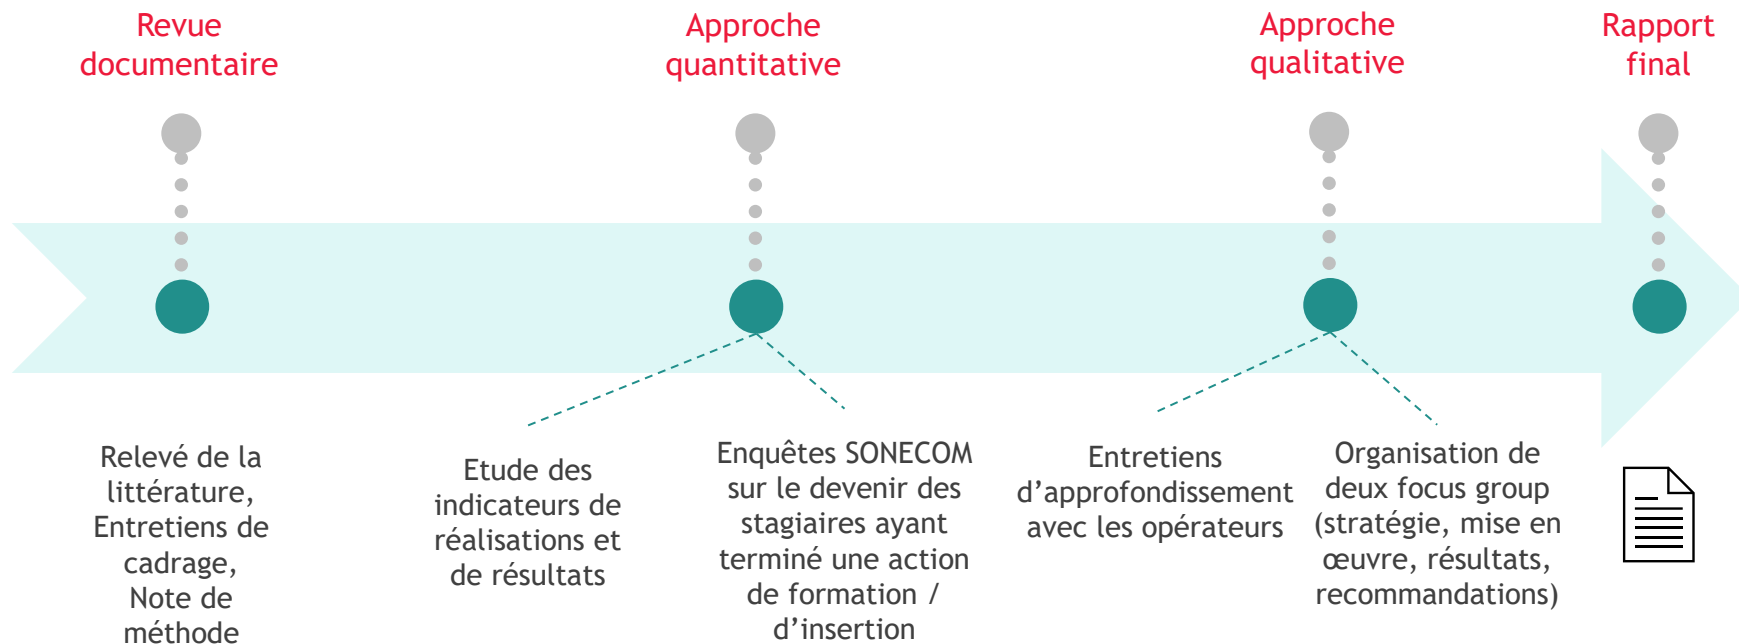 Revue
documentaire
Approche
quantitative
Approche
qualitative
Rapport
final
Relevé de la
littérature,
Entretiens de
cadrage,
Note de
méthode
Etude des
indicateurs de
réalisations et
de résultats
Enquêtes SONECOM
sur le devenir des
stagiaires ayant
terminé une action
de formation /
d’insertion
Entretiens
d’approfondissement
avec les opérateurs
Organisation de
deux focus group
(stratégie, mise en
œuvre, résultats,
recommandations)